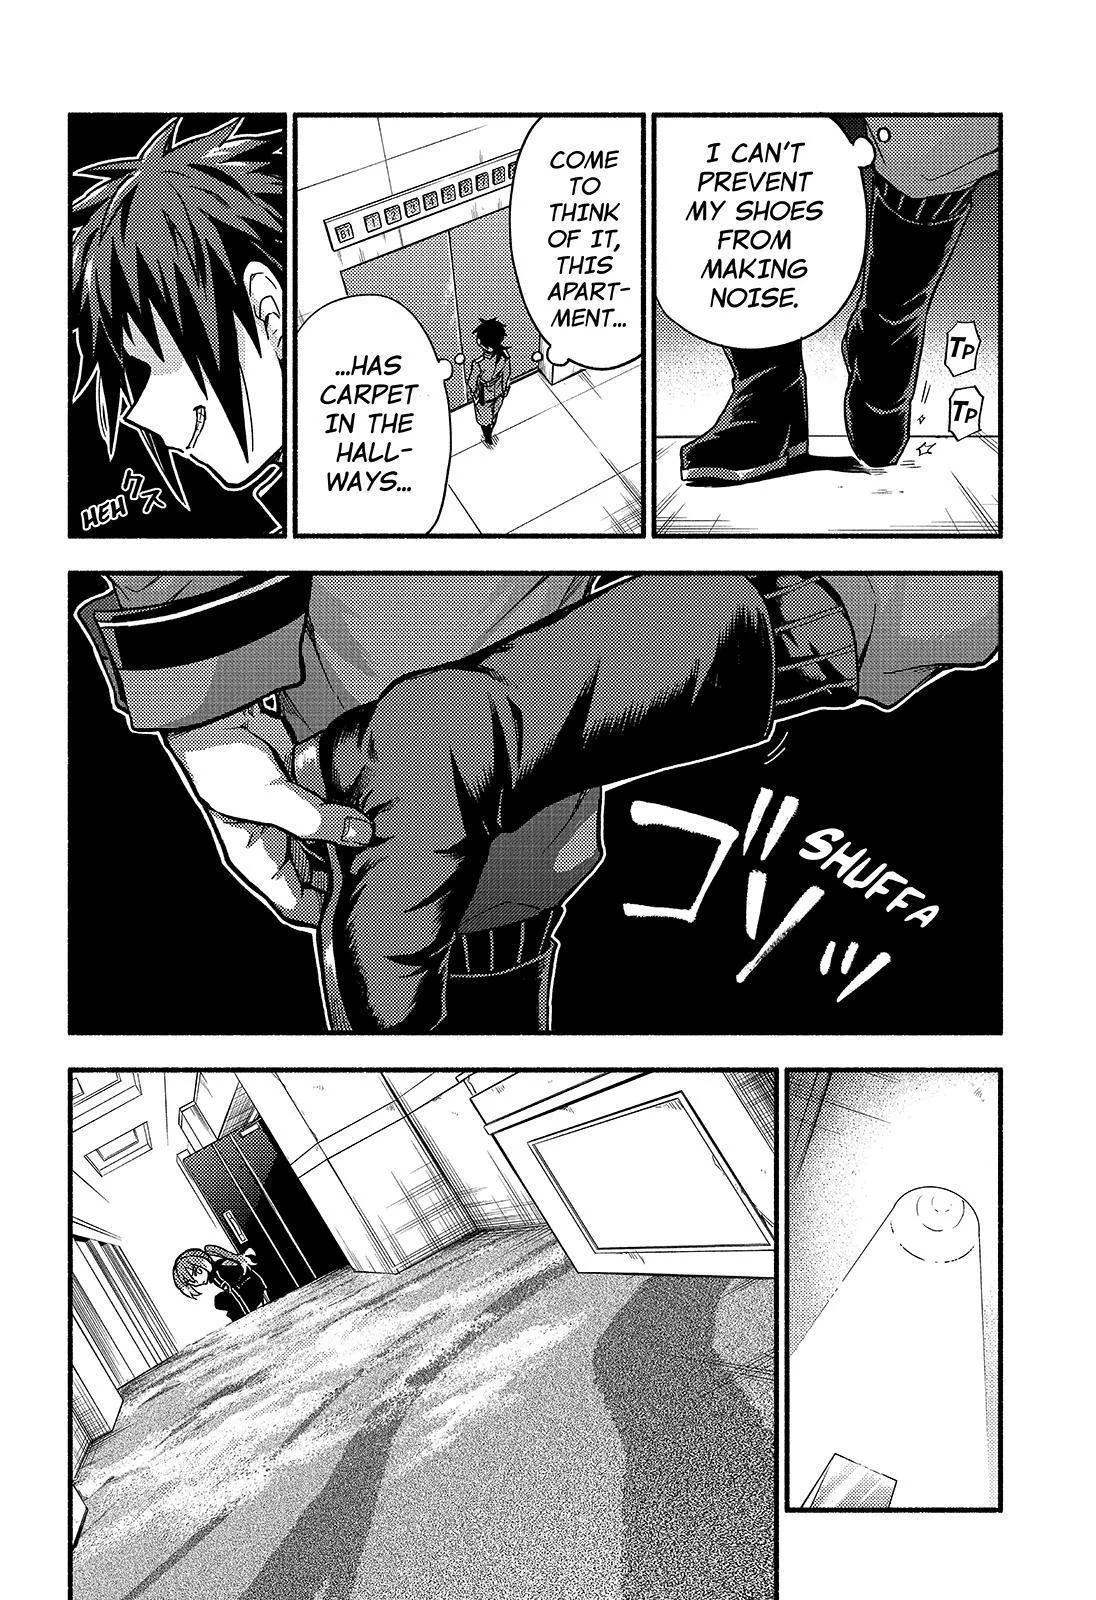 I CAN'T
PREVENT
MY SHOES
FROM
MAKING
NOISE.
TP
TP
COME
TO
THINK
OF IT,
THIS
APART-
MENT...
...HAS
CARPET
IN THE
HALL-
WAYS...
クス
HEH
ゴソッ
SHUFFA